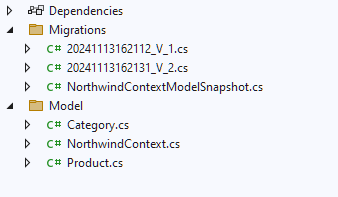 Dependencies
Migrations
C# 20241113162112_V_1.cs
C# 20241113162131_V_2.cs
C# NorthwindContextModelSnapshot.cs
Model
C# Category.cs
C# NorthwindContext.cs
C# Product.cs